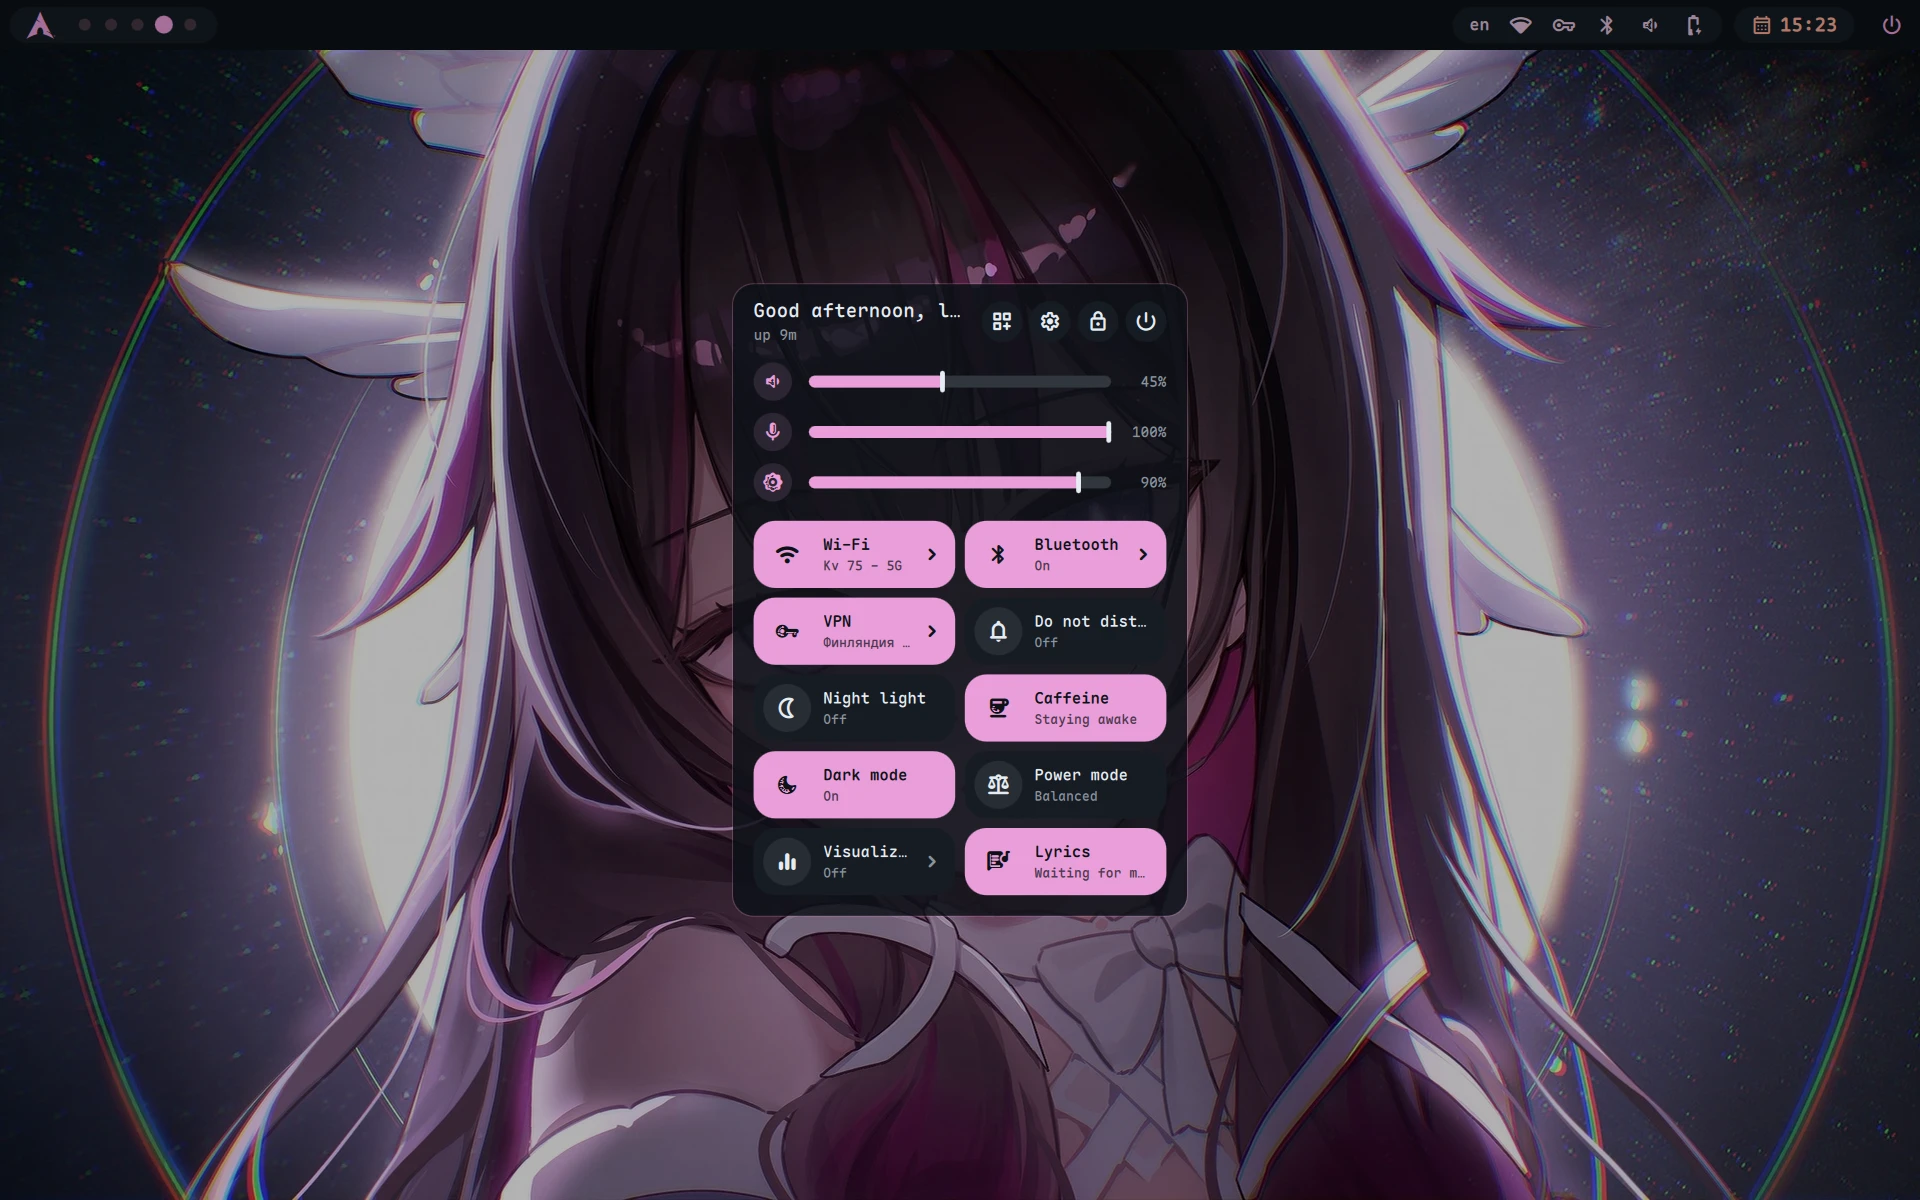 en
15:23
Good afternoon, l…
up 9m
45%
100%
90%
Wi-Fi
Kv 75 - 5G
Bluetooth
On
VPN
Финляндия …
Do not dist…
Off
Night light
Off
Caffeine
Staying awake
Dark mode
On
Power mode
Balanced
Visualiz…
Off
Lyrics
Waiting for m…